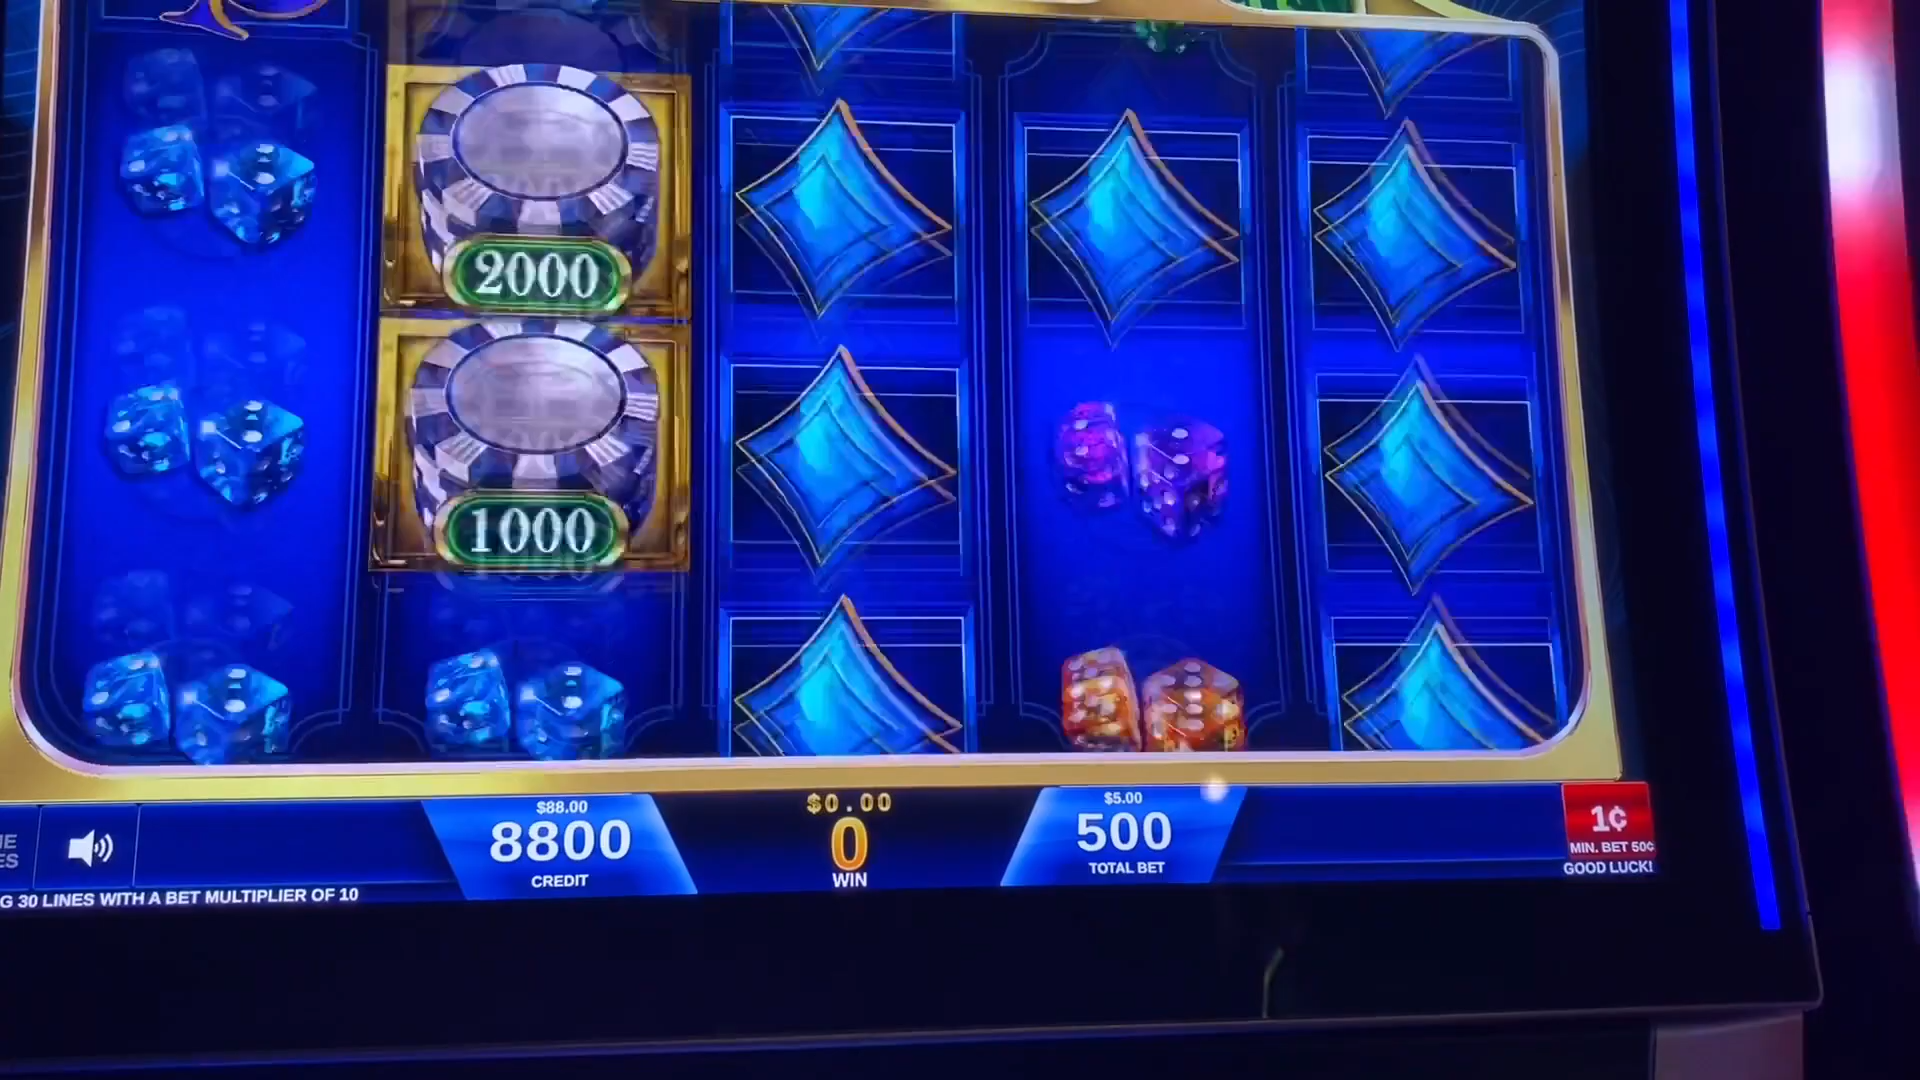 2000
1000
$88.00
8800
CREDIT
$0.00
0
WIN
$5.00
500
TOTAL BET
1¢
MIN. BET 50¢
GOOD LUCK!
G 30 LINES WITH A BET MULTIPLIER OF 10